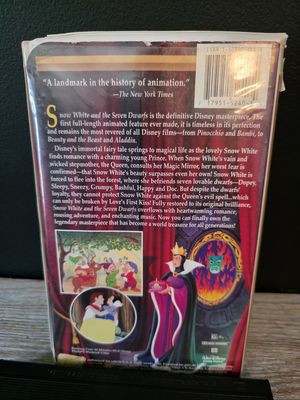 "A landmark in the history of animation."
—The New York Times
Snow White and the Seven Dwarfs is the definitive Disney masterpiece. The
first full-length animated feature ever made, it is timeless in its perfection
and remains the most revered of all Disney films—from Pinocchio and Bambi, to
Beauty and the Beast and Aladdin.
Disney's immortal fairy tale springs to magical life as the lovely Snow White
finds romance with a charming young Prince. When Snow White's vain and
wicked stepmother, the Queen, consults her Magic Mirror, her worst fear is
confirmed—that Snow White's beauty surpasses even her own! Snow White is
forced to flee into the forest, where she befriends seven lovable dwarfs—Dopey,
Sleepy, Sneezy, Grumpy, Bashful, Happy and Doc. But despite the dwarfs'
loyalty, they cannot protect Snow White against the Queen's evil spell...which
can only be broken by Love's First Kiss! Fully restored to its original brilliance,
Snow White and the Seven Dwarfs overflows with heartwarming romance,
rousing adventure, and enchanting music. Now you can finally own the
legendary masterpiece that has become a world treasure for all generations!